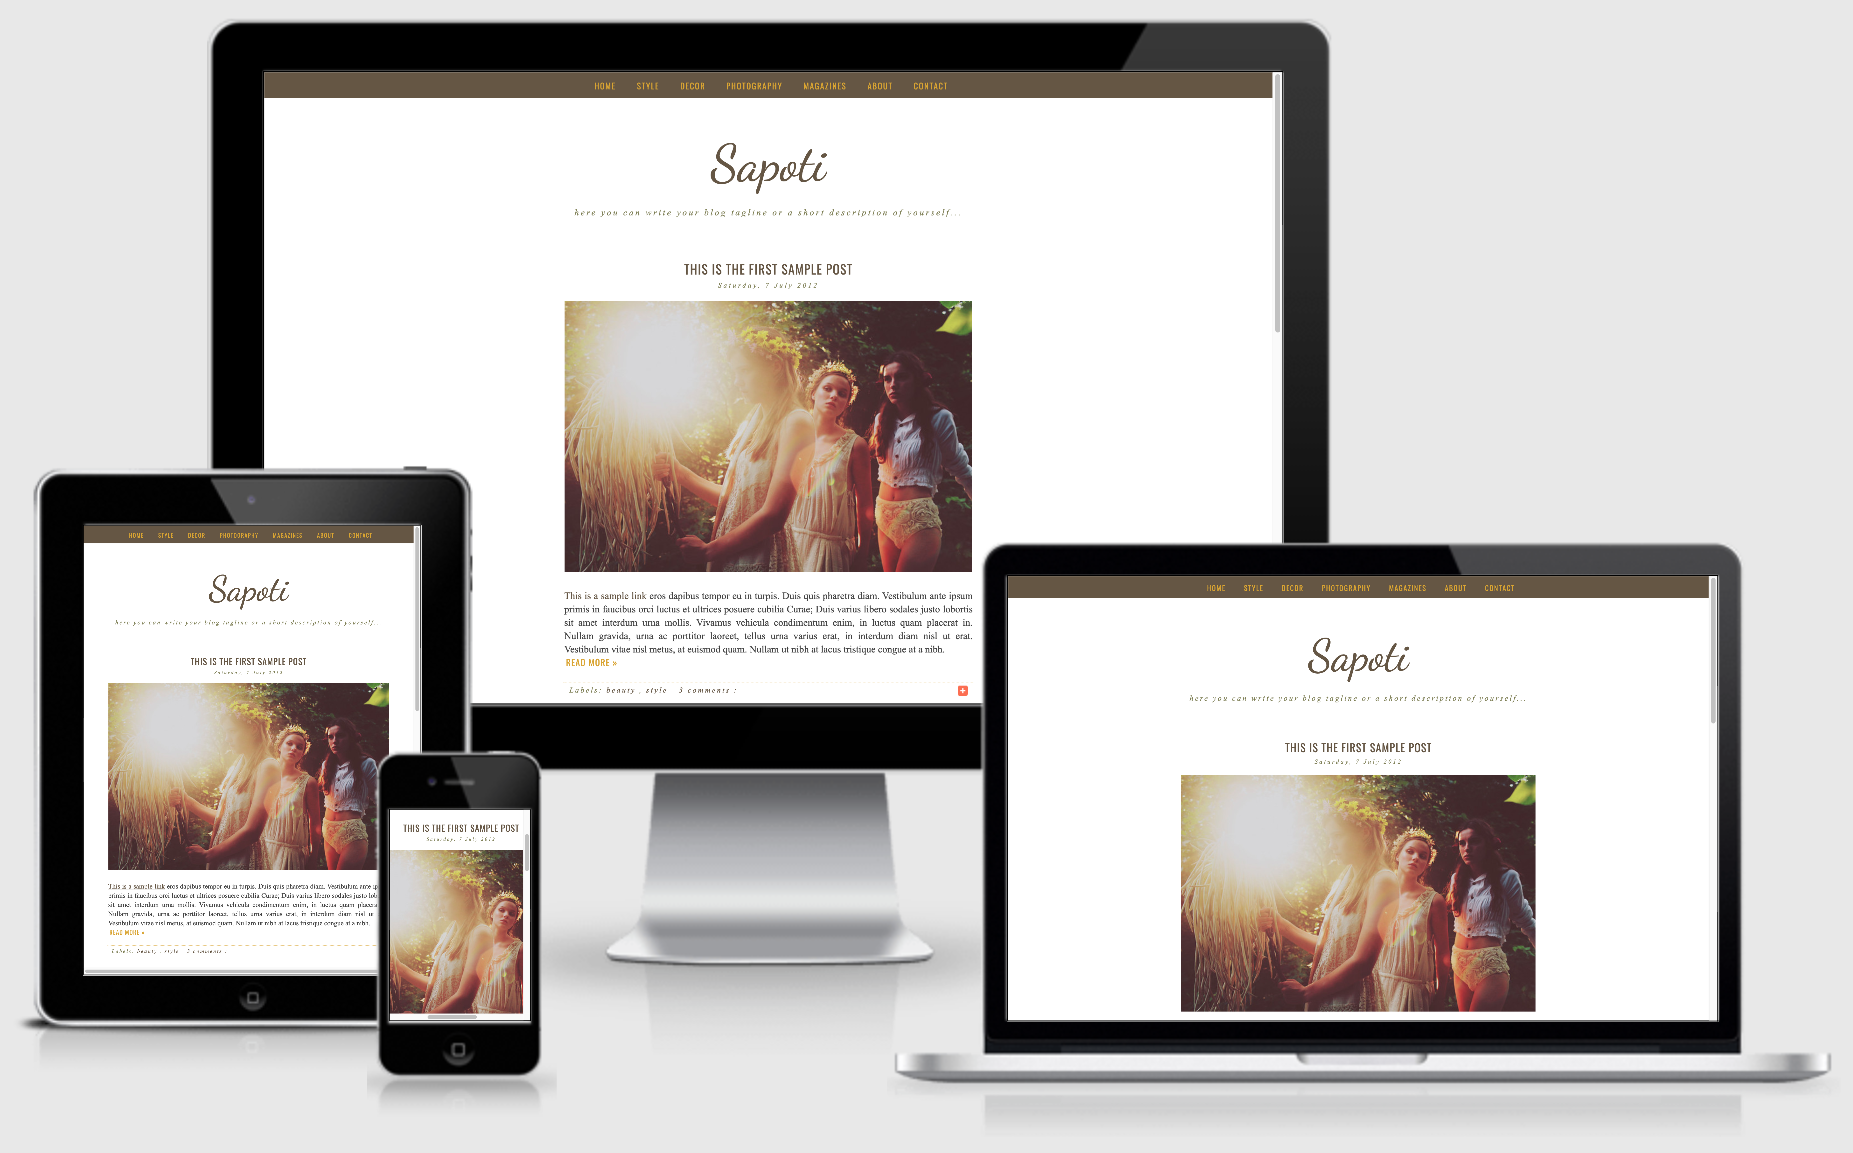 HOME STYLE DECOR PHOTOGRAPHY MAGAZINES ABOUT CONTACT
Sapoti
here you can write your blog tagline or a short description of yourself...
THIS IS THE FIRST SAMPLE POST
Saturday, 7 July 2012
This is a sample link eros dapibus tempor eu in turpis. Duis quis pharetra diam. Vestibulum ante ipsum
primis in faucibus orci luctus et ultrices posuere cubilia Curae; Duis varius libero sodales justo lobortis
sit amet interdum urna mollis. Vivamus vehicula condimentum enim, in luctus quam placerat in.
Nullam gravida, urna ac porttitor laoreet, tellus urna varius erat, in interdum diam nisl ut erat.
Vestibulum vitae nisl metus, at euismod quam. Nullam ut nibh at lacus tristique congue at a nibh.
READ MORE »
Labels: beauty , style 3 comments :
HOME STYLE DECOR PHOTOGRAPHY MAGAZINES ABOUT CONTACT
Sapoti
here you can write your blog tagline or a short description of yourself...
THIS IS THE FIRST SAMPLE POST
Saturday, 7 July 2012
This is a sample link eros dapibus tempor eu in turpis. Duis quis pharetra diam. Vestibulum ante ip
primis in faucibus orci luctus et ultrices posuere cubilia Curae; Duis varius libero sodales justo lobo
sit amet interdum urna mollis. Vivamus vehicula condimentum enim, in luctus quam placera
Nullam gravida, urna ac porttitor laoreet, tellus urna varius erat, in interdum diam nisl ut
Vestibulum vitae nisl metus, at euismod quam. Nullam ut nibh at lacus tristique congue at a nibh.
READ MORE »
Labels: beauty , style 3 comments :
THIS IS THE FIRST SAMPLE POST
Saturday, 7 July 2012
HOME STYLE DECOR PHOTOGRAPHY MAGAZINES ABOUT CONTACT
Sapoti
here you can write your blog tagline or a short description of yourself...
THIS IS THE FIRST SAMPLE POST
Saturday, 7 July 2012